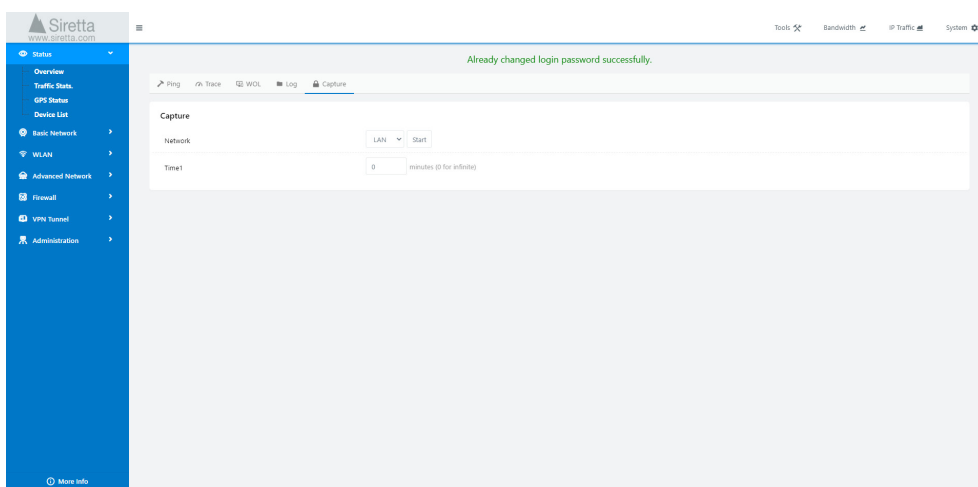 Siretta
www.siretta.com
Tools Bandwidth IP Traffic System
Status
Overview
Traffic Stats.
GPS Status
Device List
Basic Network
WLAN
Advanced Network
Firewall
VPN Tunnel
Administration
More Info
Already changed login password successfully.
Ping Trace WOL Log Capture
Capture
Network LAN Start
Time1 0 minutes (0 for infinite)